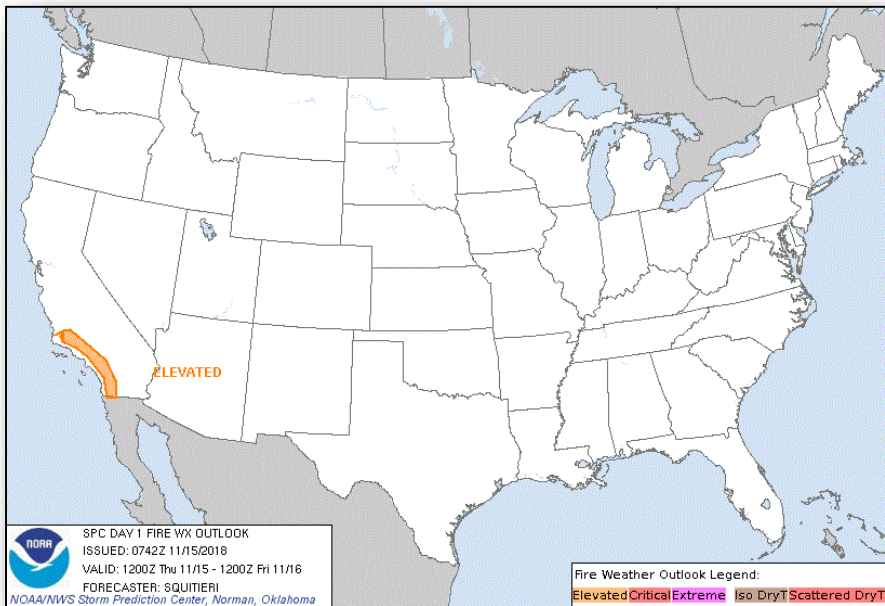 ELEVATED
NOAA
SPC DAY 1 FIRE WX OUTLOOK
ISSUED: 0742Z 11/15/2018
VALID: 1200Z Thu 11/15 - 1200Z Fri 11/16
FORECASTER: SQUITIERI
NOAA/NWS Storm Prediction Center, Norman, Oklahoma
Fire Weather Outlook Legend:
Elevated Critical Extreme Iso DryT Scattered DryT